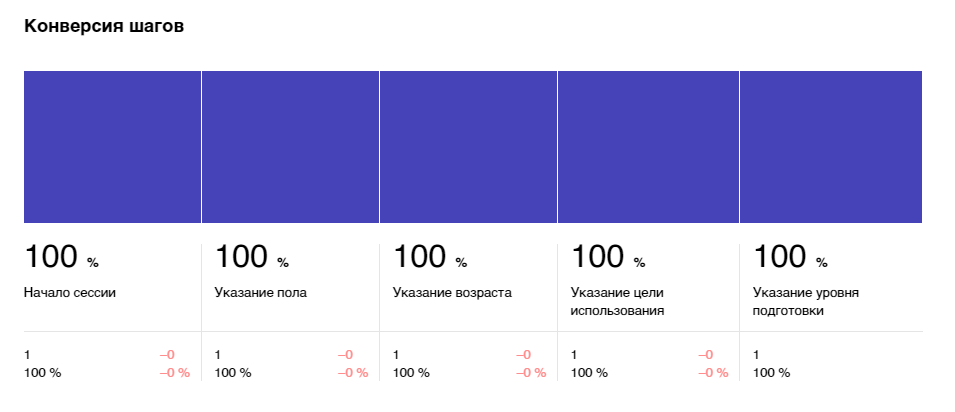 Конверсия шагов
100 % 100 % 100 % 100 % 100 %
Начало сессии Указание пола Указание возраста Указание цели использования Указание уровня подготовки
1 –0 1 –0 1 –0 1 –0 1
100 % –0 % 100 % –0 % 100 % –0 % 100 % –0 % 100 %